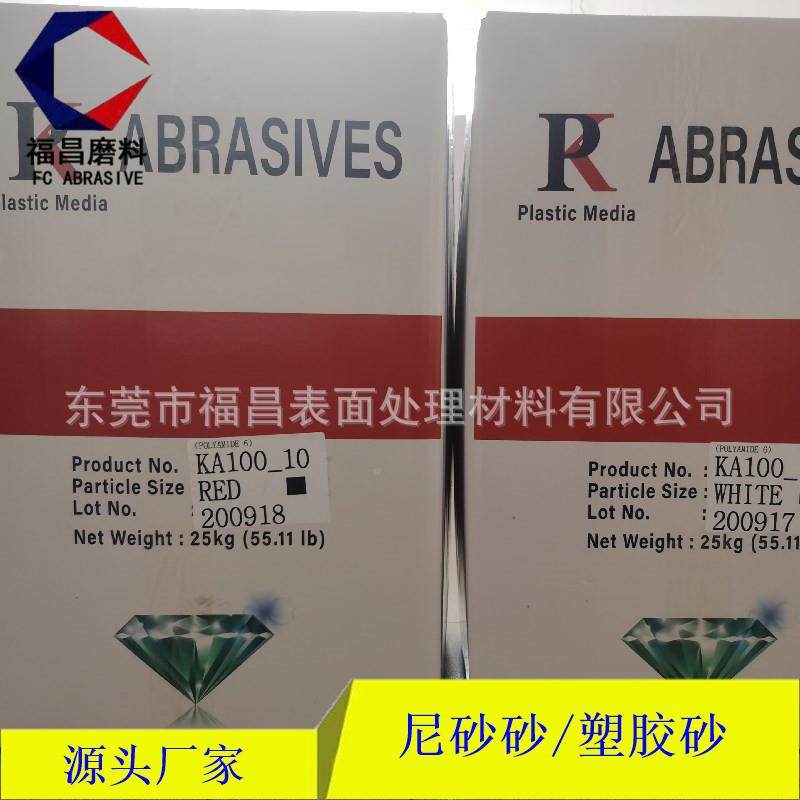 PK ABRASIVES
Plastic Media
福昌磨料
FC ABRASIVE
东莞市福昌表面处理材料有限公司
(POLYAMIDE 6)
Product No. KA100_10
Particle Size RED
Lot No. : 200918
Net Weight : 25kg (55.11 lb)
PK ABRAS
Plastic Media
(POLYAMIDE 6)
Product No. : KA100_
Particle Size : WHITE
Lot No. : 200917
Net Weight : 25kg (55.11
源头厂家
尼砂砂/塑胶砂